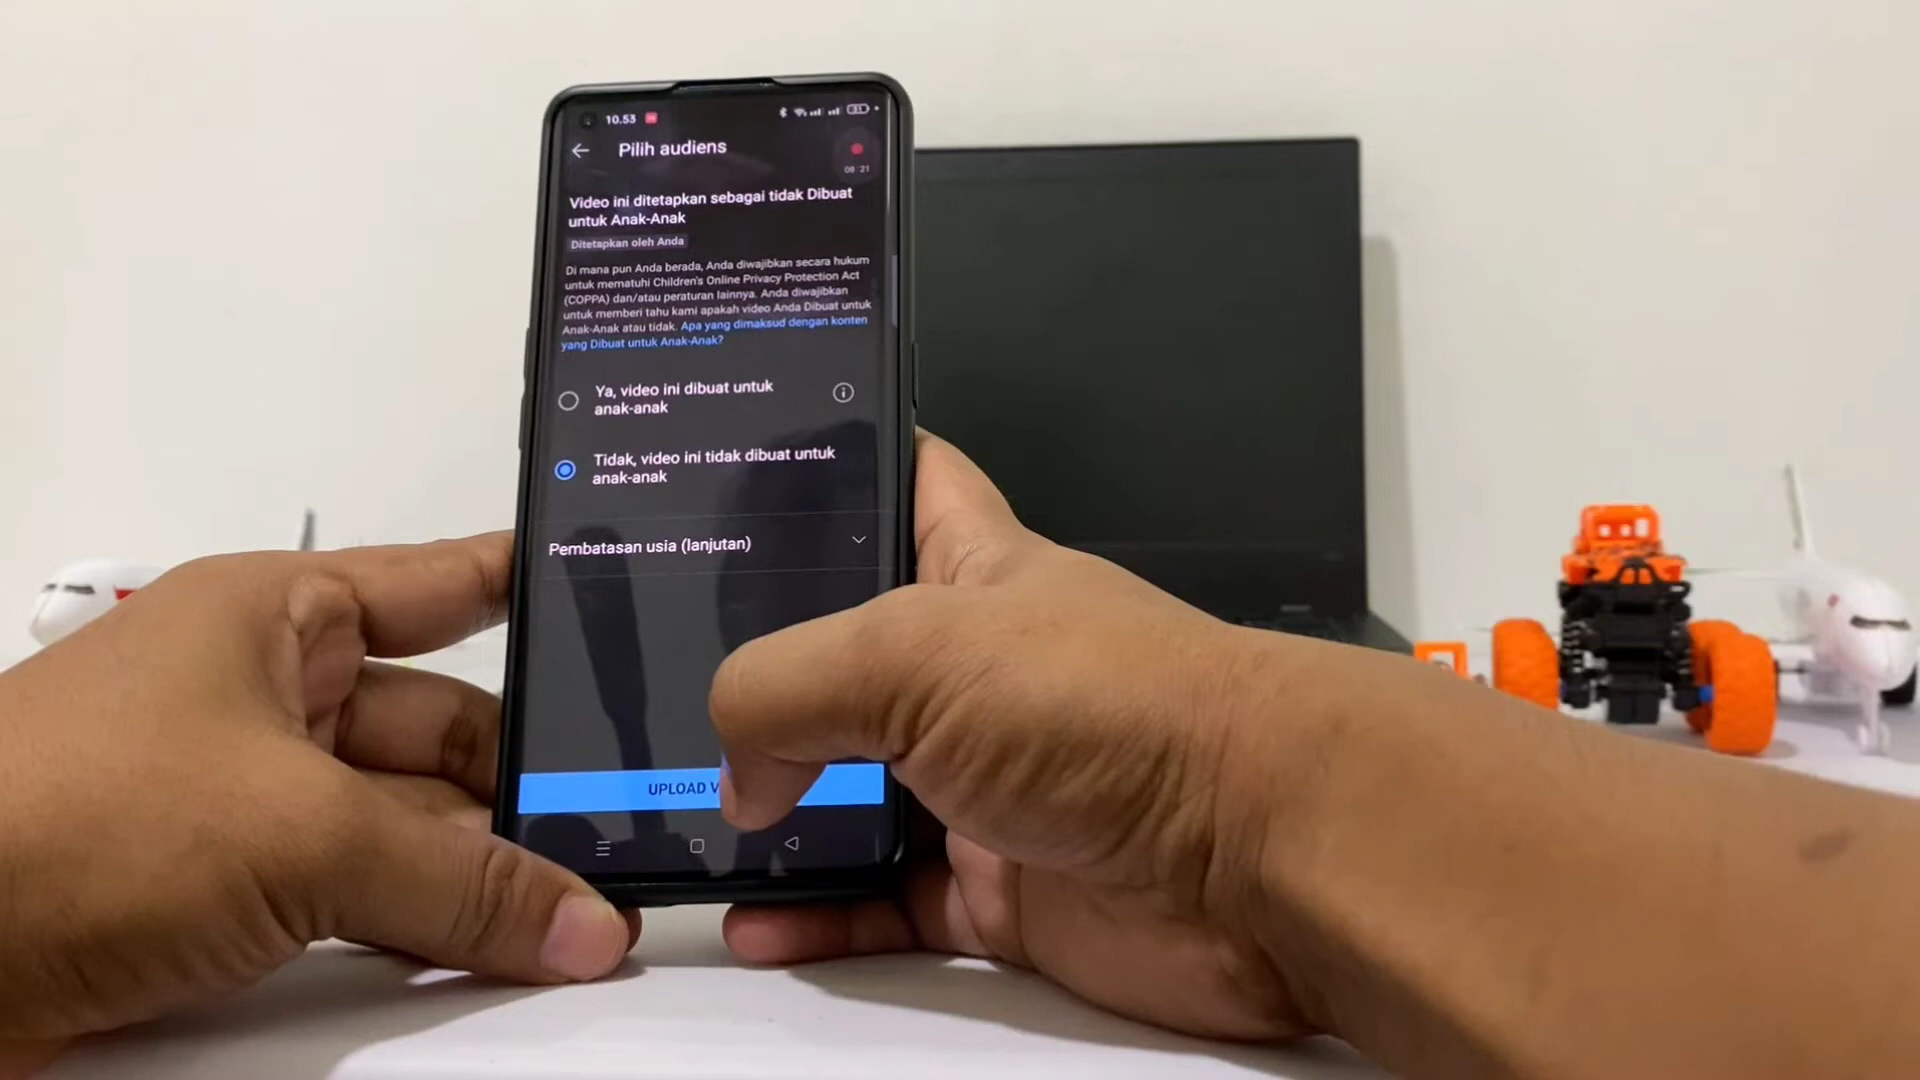 10.53
Pilih audiens
08:21
Video ini ditetapkan sebagai tidak Dibuat
untuk Anak-Anak
Ditetapkan oleh Anda
Di mana pun Anda berada, Anda diwajibkan secara hukum
untuk mematuhi Children's Online Privacy Protection Act
(COPPA) dan/atau peraturan lainnya. Anda diwajibkan
untuk memberi tahu kami apakah video Anda Dibuat untuk
Anak-Anak atau tidak. Apa yang dimaksud dengan konten
yang Dibuat untuk Anak-Anak?
Ya, video ini dibuat untuk
anak-anak
Tidak, video ini tidak dibuat untuk
anak-anak
Pembatasan usia (lanjutan)
UPLOAD V